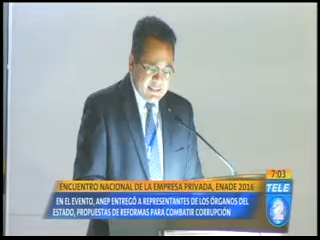 7:03
ENCUENTRO NACIONAL DE LA EMPRESA PRIVADA, ENADE 2016
TELE
2
EN EL EVENTO, ANEP ENTREGÓ A REPRESENTANTES DE LOS ÓRGANOS DEL
ESTADO, PROPUESTAS DE REFORMAS PARA COMBATIR CORRUPCIÓN